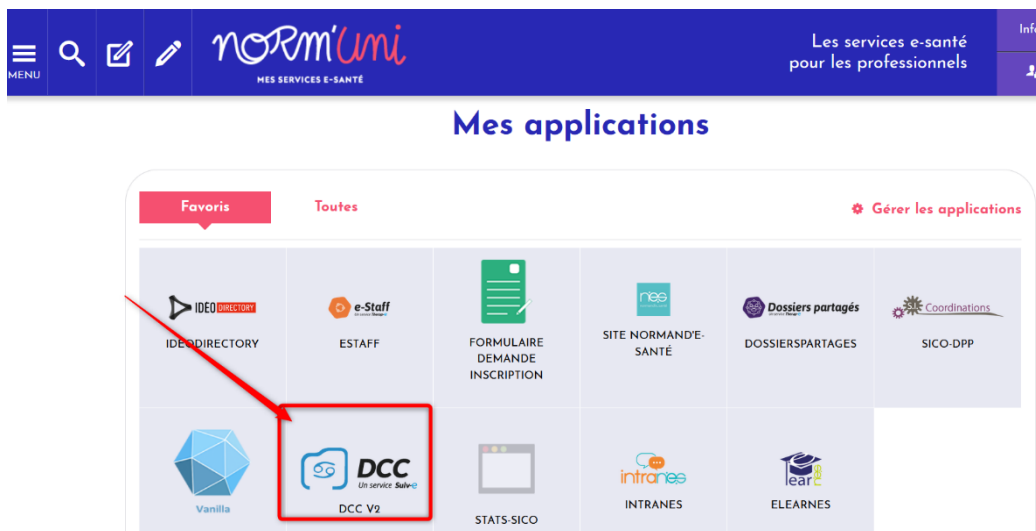 MENU
norm'uni
MES SERVICES E-SANTÉ
Les services e-santé
pour les professionnels
Mes applications
Favoris
Toutes
Gérer les applications
IDEO DIRECTORY
IDEODIRECTORY
e-Staff
ESTAFF
FORMULAIRE
DEMANDE
INSCRIPTION
nes
SITE NORMAND'E-
SANTÉ
Dossiers partagés
DOSSIERSPARTAGES
Coordinations
SICO-DPP
Vanilla
DCC
Un service Suiv-e
DCC V2
STATS-SICO
intranes
INTRANES
learnes
ELEARNES